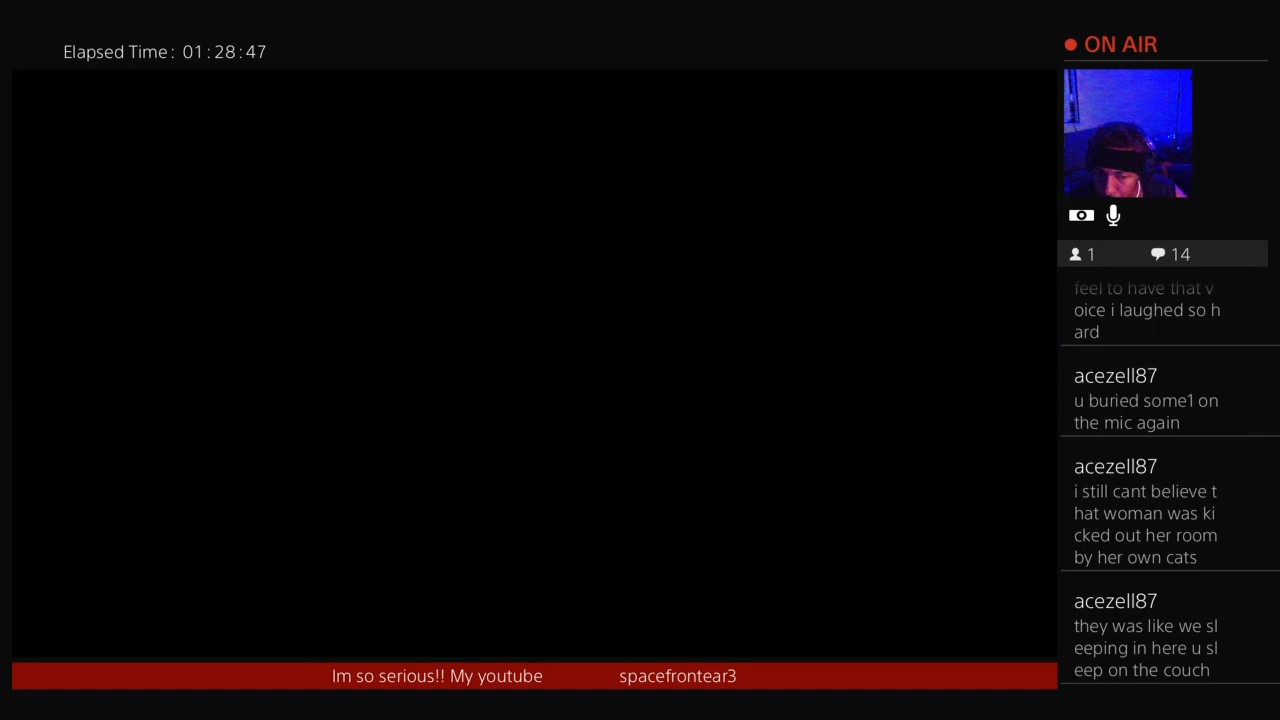 Elapsed Time: 01:28:47
ON AIR
1 14
feel to have that v
oice i laughed so h
ard
acezell87
u buried some1 on
the mic again
acezell87
i still cant believe t
hat woman was ki
cked out her room
by her own cats
acezell87
they was like we sl
eeping in here u sl
eep on the couch
Im so serious!! My youtube spacefrontear3